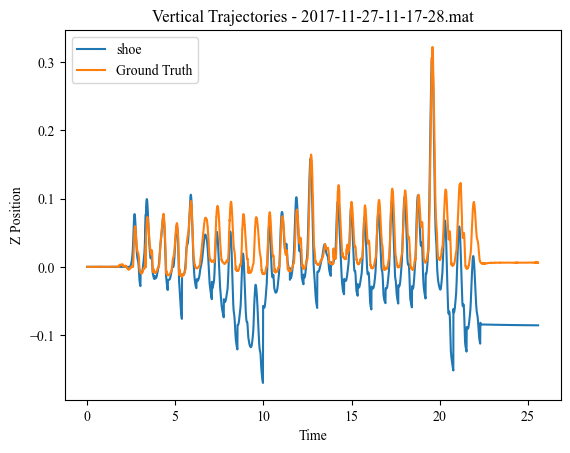 Vertical Trajectories - 2017-11-27-11-17-28.mat
shoe
Ground Truth
Z Position
0.3
0.2
0.1
0.0
−0.1
0 5 10 15 20 25
Time